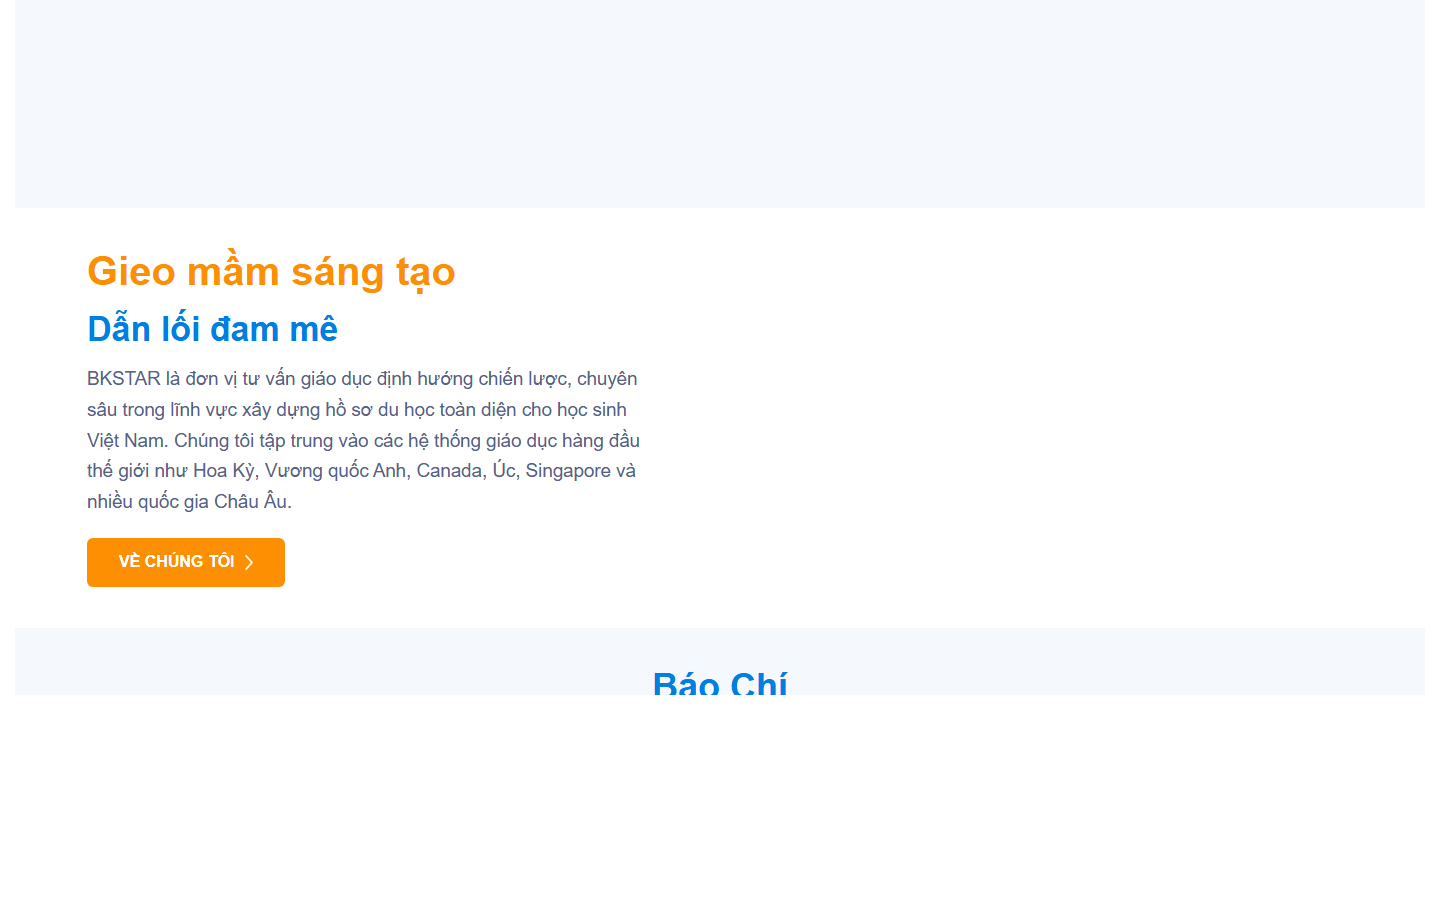 Gieo mầm sáng tạo
Dẫn lối đam mê
BKSTAR là đơn vị tư vấn giáo dục định hướng chiến lược, chuyên
sâu trong lĩnh vực xây dựng hồ sơ du học toàn diện cho học sinh
Việt Nam. Chúng tôi tập trung vào các hệ thống giáo dục hàng đầu
thế giới như Hoa Kỳ, Vương quốc Anh, Canada, Úc, Singapore và
nhiều quốc gia Châu Âu.
VỀ CHÚNG TÔI
Báo Chí